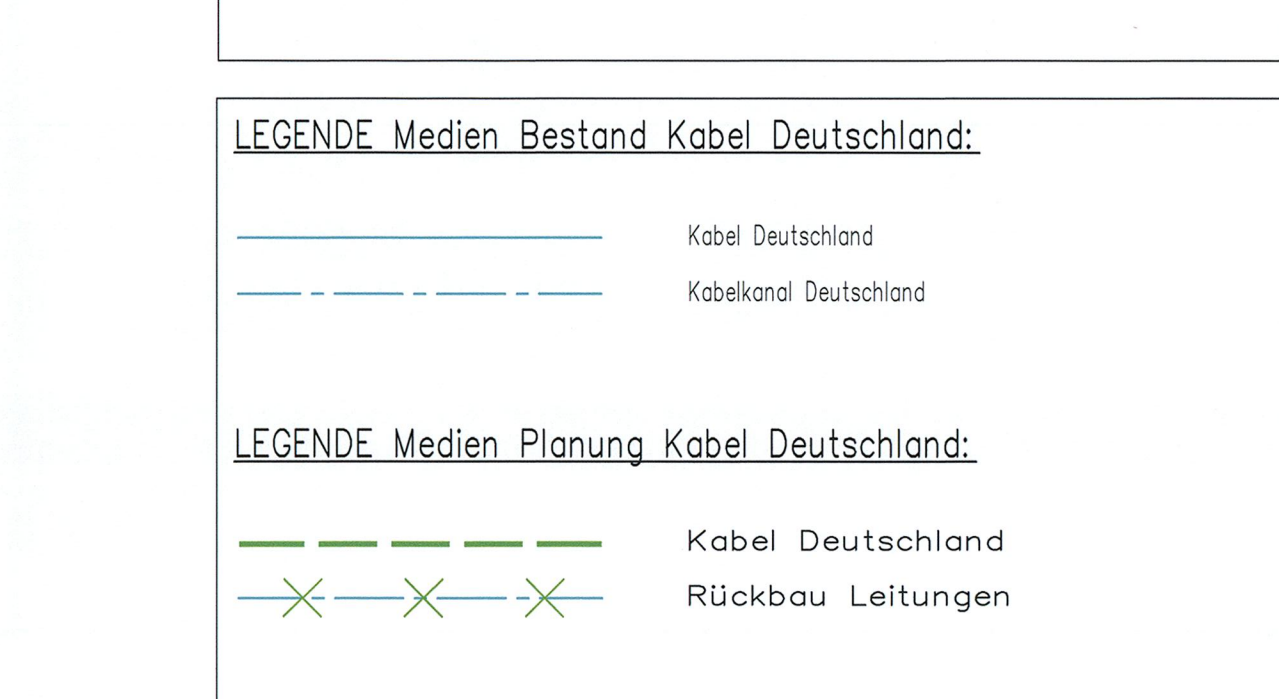 LEGENDE Medien Bestand Kabel Deutschland:
Kabel Deutschland
Kabelkanal Deutschland
LEGENDE Medien Planung Kabel Deutschland:
Kabel Deutschland
Rückbau Leitungen